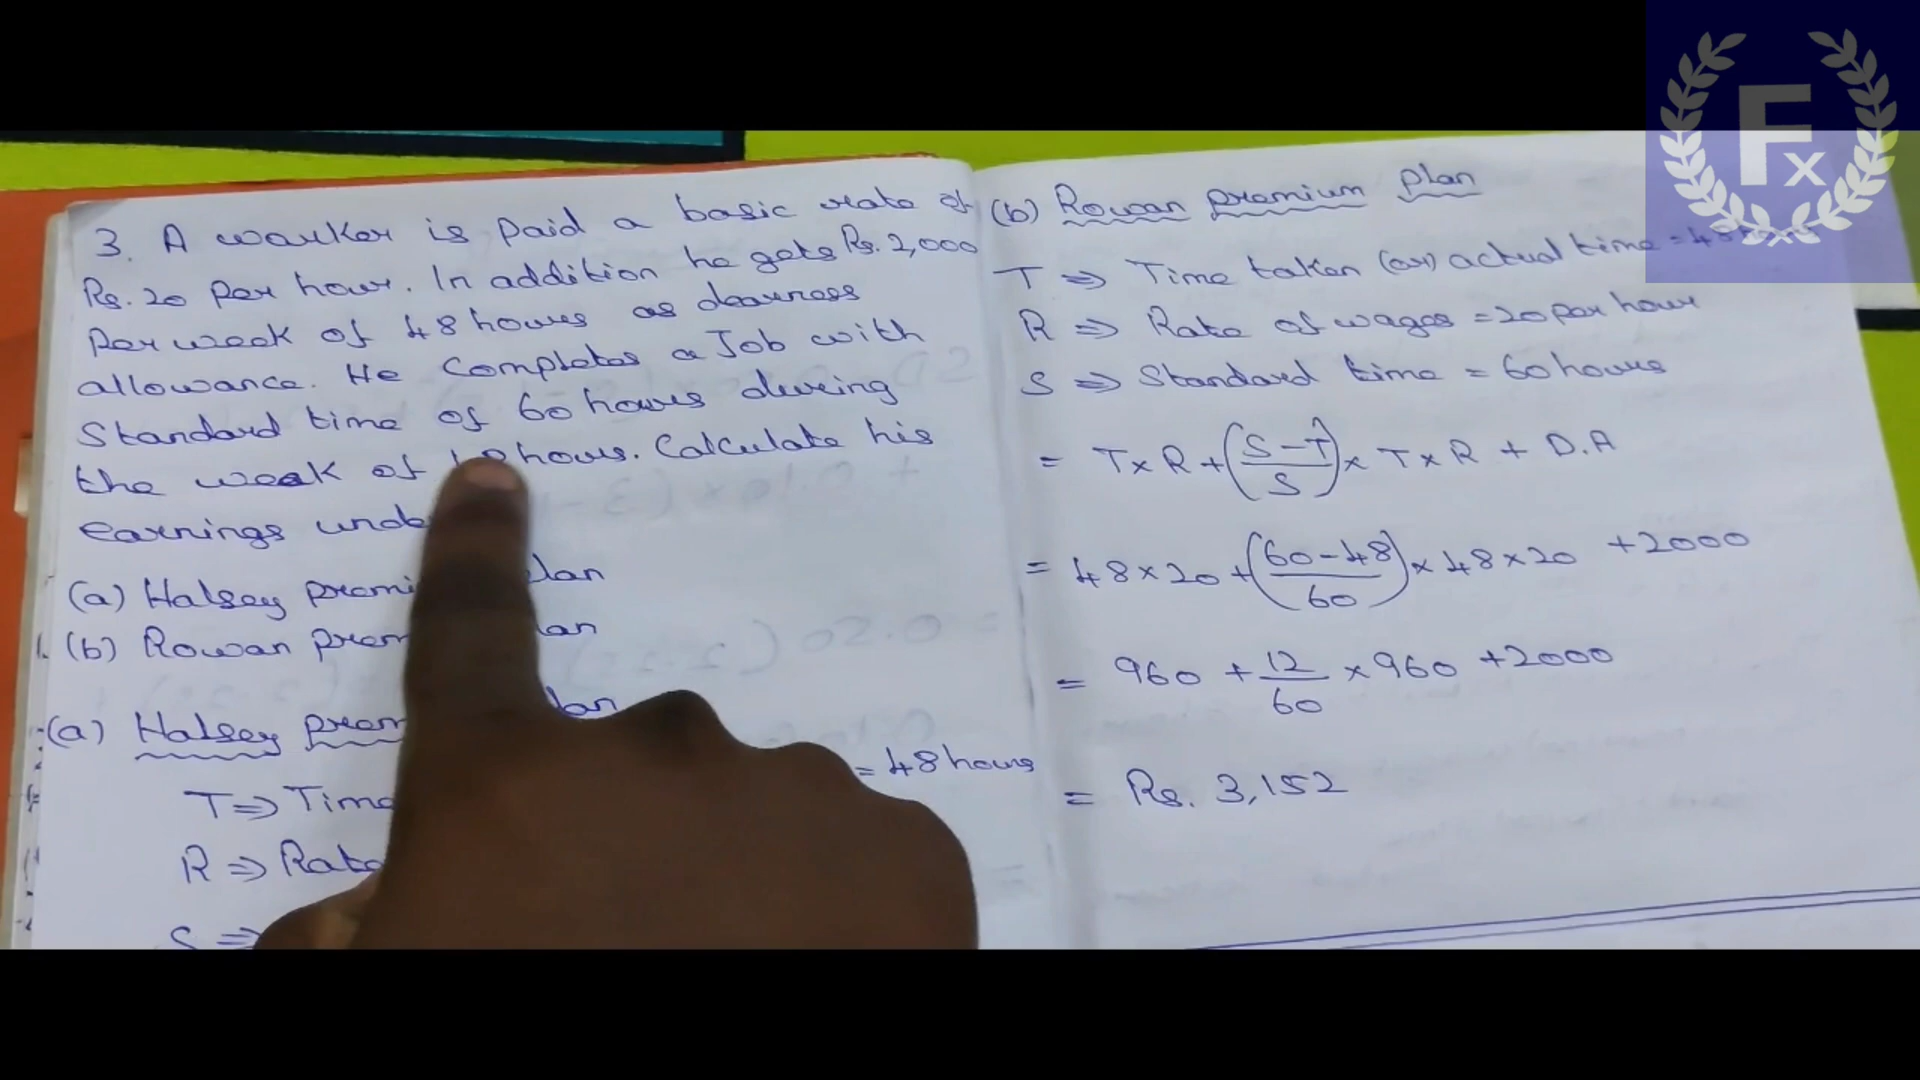 3. A worker is paid a basic rate of
Rs. 20 per hour. In addition he gets Rs. 2,000
per week of 48 hours as dearness
allowance. He completes a Job with
Standard time of 60 hours during
the week of hours. Calculate his
earnings
(a) Halsey
(b) Rowan
(a) Halsey
= 48 hours
T ⇒ Time
R ⇒ Rate
S ⇒
(b) Rowan premium plan
T ⇒ Time taken (or) actual time =
R ⇒ Rate of wages = 20 per hour
S ⇒ Standard time = 60 hours
= T x R + (S - T / S) x T x R + D.A
= 48 x 20 + (60 - 48 / 60) x 48 x 20 + 2000
= 960 + 12 / 60 x 960 + 2000
= Rs. 3,152
Fx